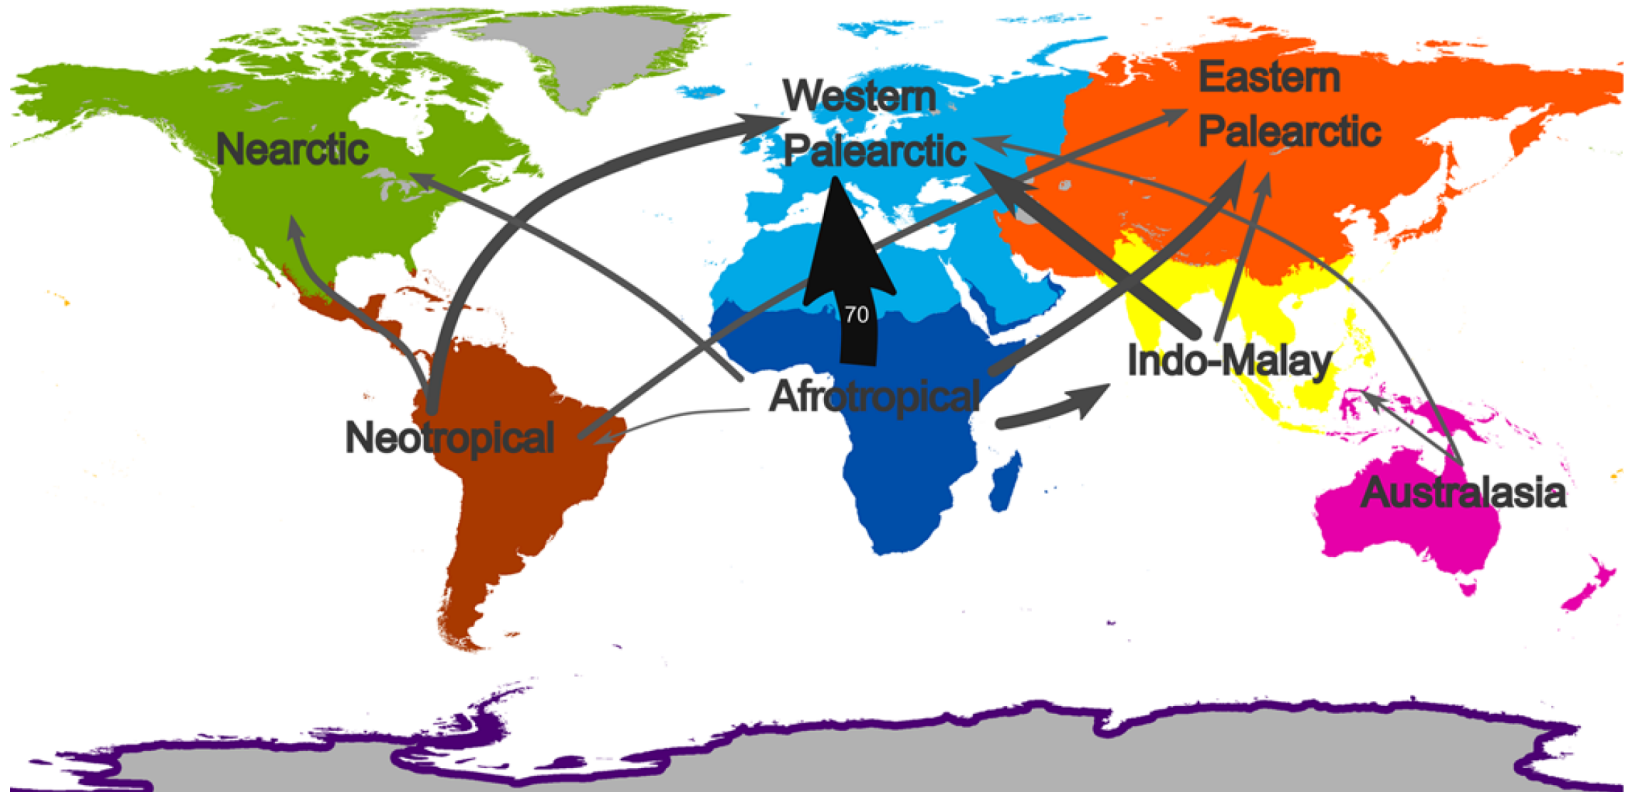 Nearctic
Western
Palearctic
Eastern
Palearctic
70
Indo-Malay
Afrotropical
Neotropical
Australasia